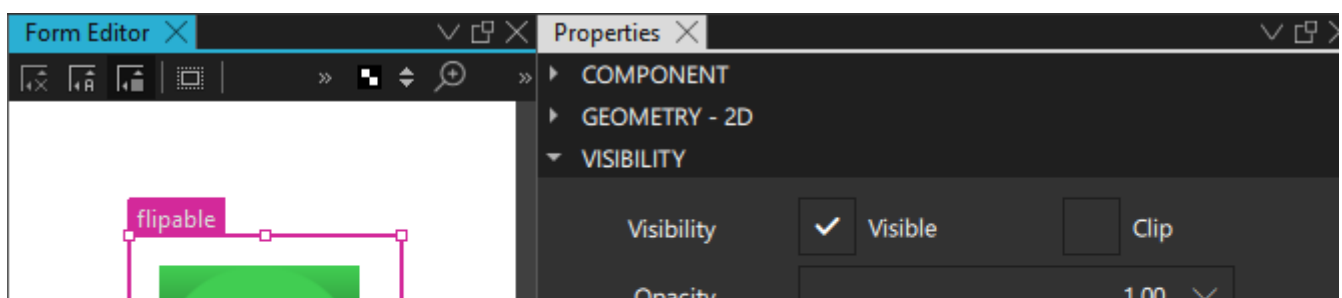 Form Editor
Properties
COMPONENT
GEOMETRY - 2D
VISIBILITY
flipable
Visibility
Visible
Clip
Opacity
1.00